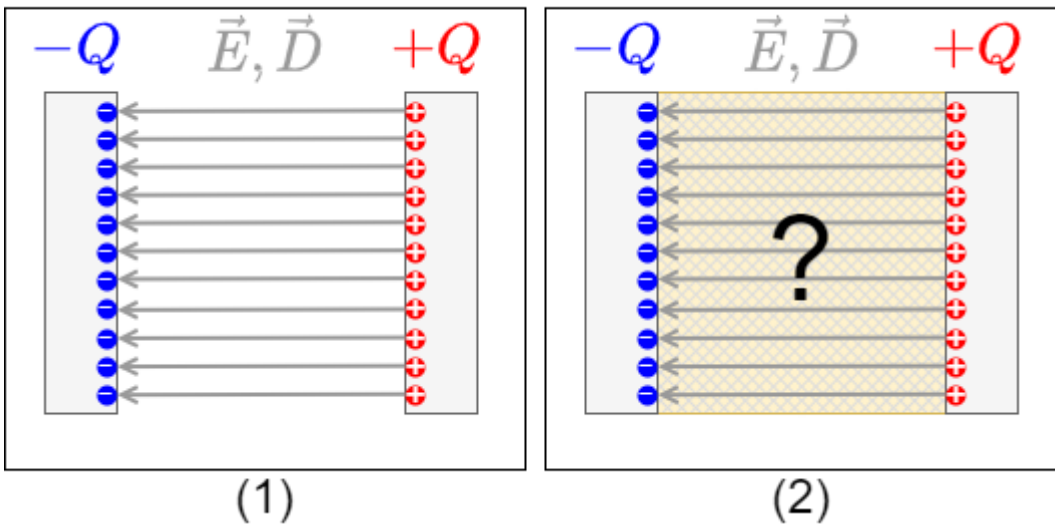 −Q E⃗, D⃗ +Q
−Q E⃗, D⃗ +Q
?
(1)
(2)